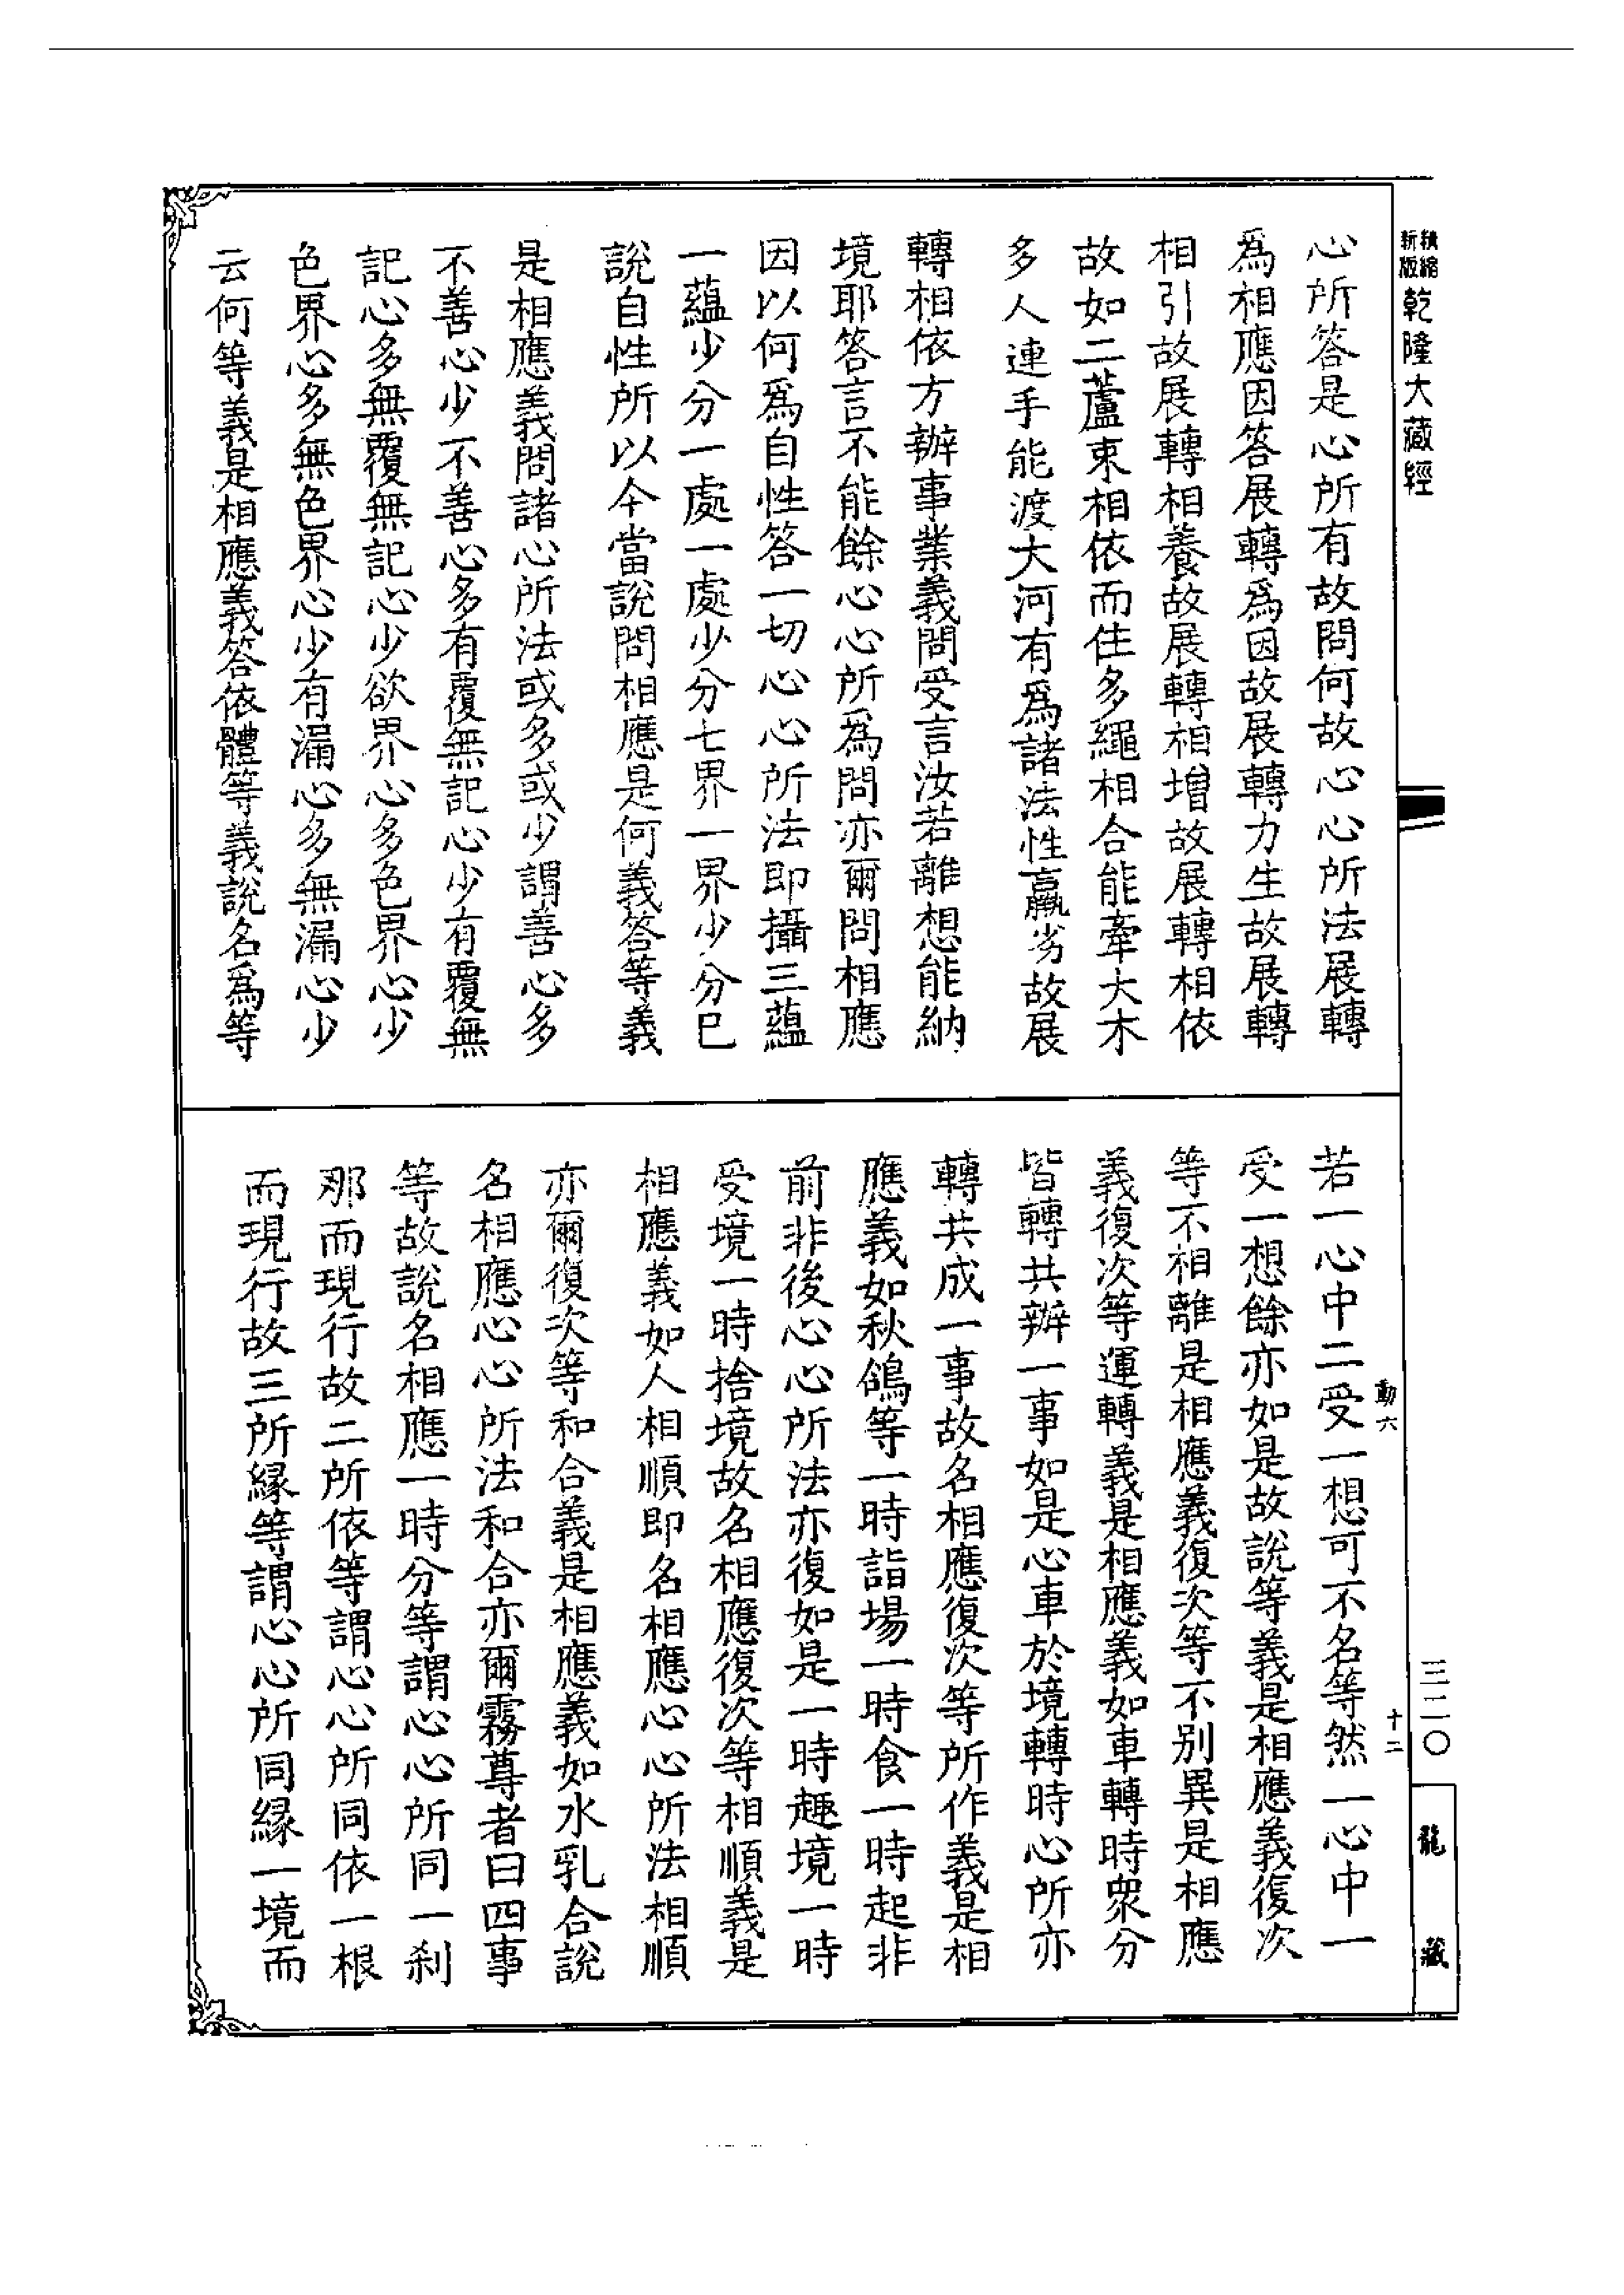 新版精縮乾隆大藏經
心所答是心所有故問何故心心所法展轉
爲相應因答展轉爲因故展轉力生故展轉
相引故展轉相養故展轉相增故展轉相依
故如二蘆束相依而住多繩相合能牽大木
多人連手能渡大河有爲諸法性羸劣故展
轉相依方辦事業義問受言汝若離想能納
境耶答言不能餘心心所爲問亦爾問相應
因以何爲自性答一切心心所法即攝三蘊
一蘊少分一處一處少分七界一界少分已
說自性所以今當說問相應是何義答等義
是相應義問諸心所法或多或少謂善心多
不善心少不善心多有覆無記心少有覆無
記心多無覆無記心少欲界心多色界心少
色界心多無色界心少有漏心多無漏心少
云何等義是相應義答依體等義說名爲等
動六
十二
三二〇
龍藏
若一心中二受一想可不名等然一心中一
受一想餘亦如是故說等義是相應義復次
等不相離是相應義復次等不別異是相應
義復次等運轉義是相應義如車轉時衆分
皆轉共辦一事如是心車於境轉時心所亦
轉共成一事故名相應復次等所作義是相
應義如秋鴿等一時詣場一時食一時起非
前非後心心所法亦復如是一時趣境一時
受境一時捨境故名相應復次等相順義是
相應義如人相順即名相應心心所法相順
亦爾復次等和合義是相應義如水乳合說
名相應心心所法和合亦爾霧尊者曰四事
等故說名相應一時分等謂心心所同一刹
那而現行故二所依等謂心心所同依一根
而現行故三所緣等謂心心所同緣一境而